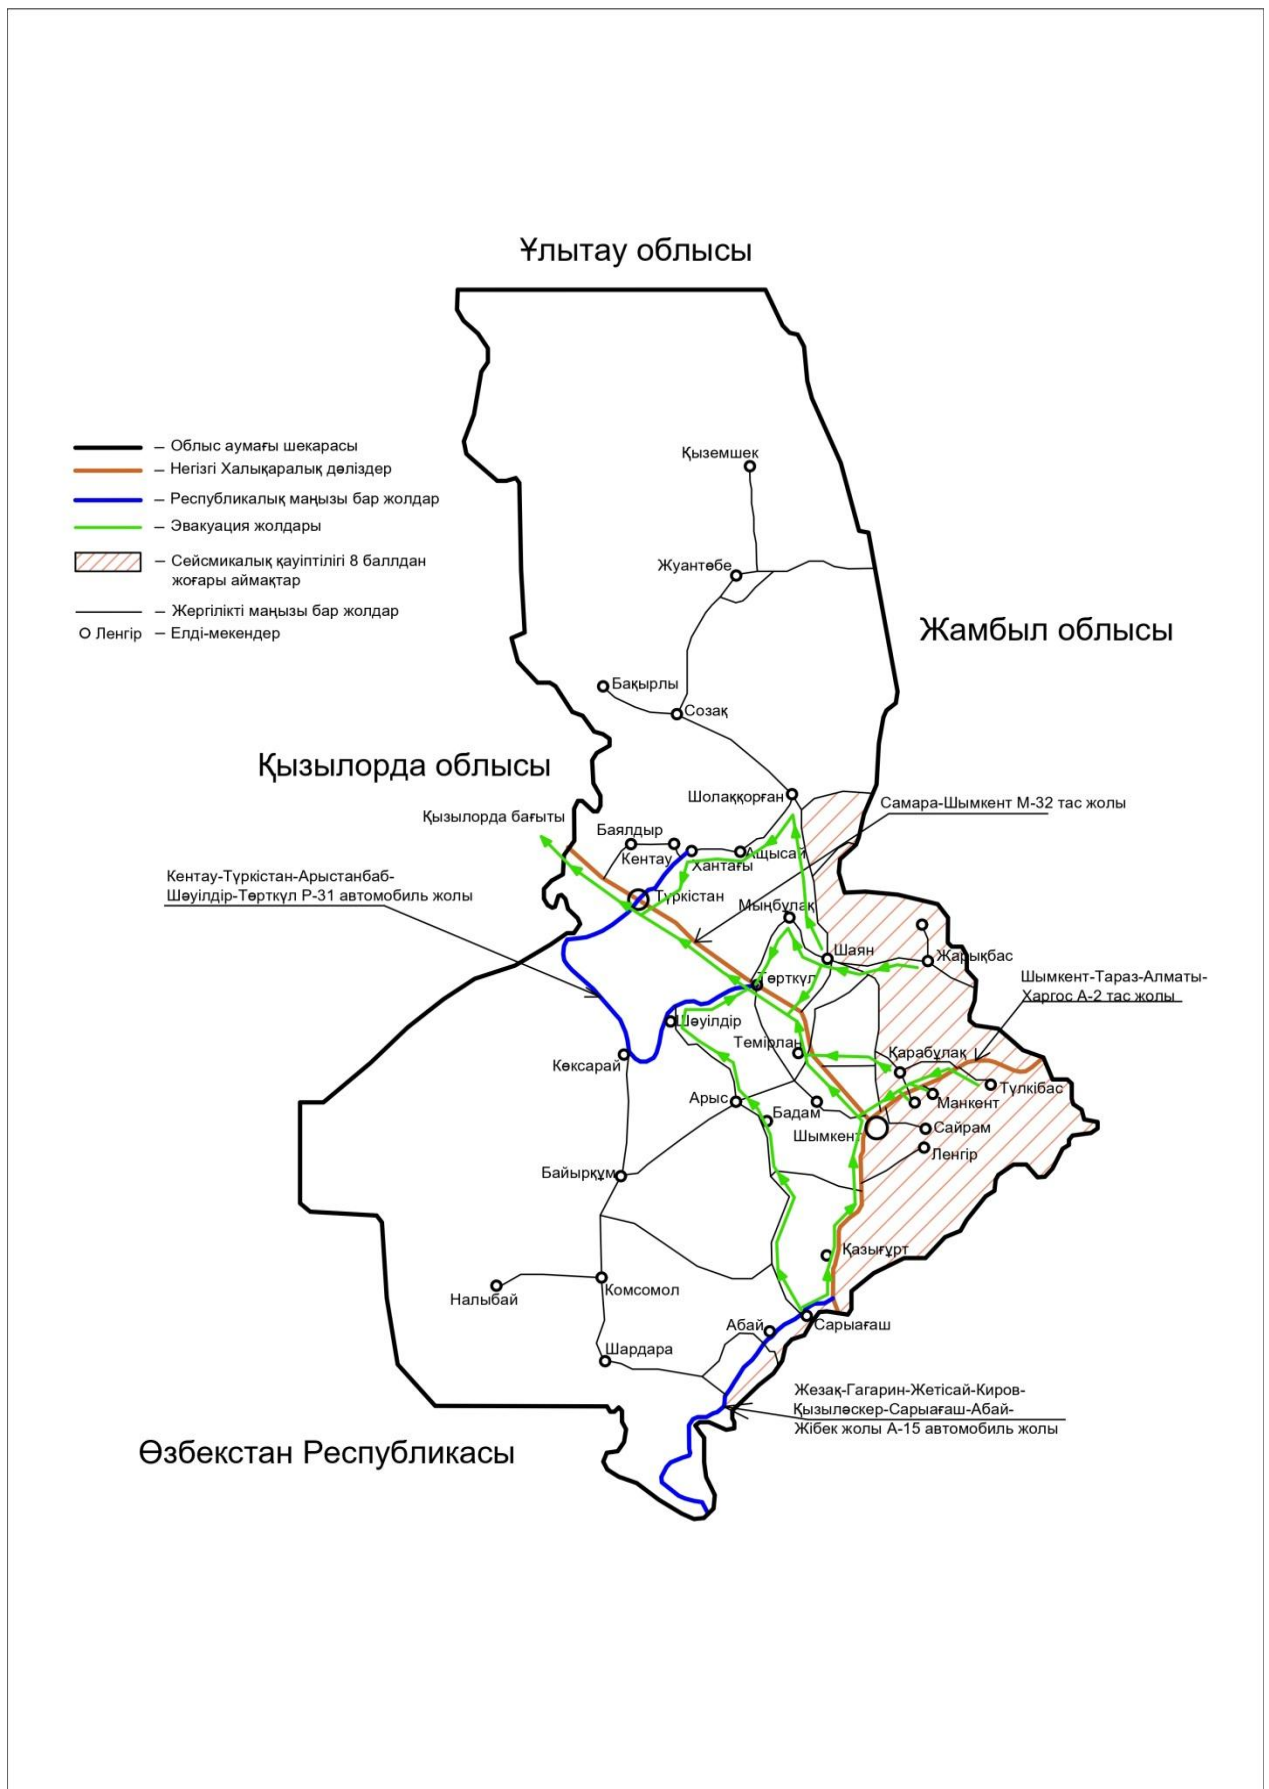 Ұлытау облысы
Облыс аумағы шекарасы
Негізгі Халықаралық дәліздер
Республикалық маңызы бар жолдар
Эвакуация жолдары
Сейсмикалық қауіптілігі 8 баллдан
жоғары аймақтар
Жергілікті маңызы бар жолдар
Ленгір – Елді-мекендер
Қыземшек
Жуантөбе
Жамбыл облысы
Бақырлы
Созақ
Қызылорда облысы
Шолаққорған
Самара-Шымкент М-32 тас жолы
Қызылорда бағыты
Баялдыр
Кентау
Хантағы
Ащысай
Кентау-Түркістан-Арыстанбаб-
Шәуілдір-Төрткүл Р-31 автомобиль жолы
Түркістан
Мыңбұлақ
Шаян
Жарықбас
Төрткүл
Шымкент-Тараз-Алматы-
Харгос А-2 тас жолы
Шәуілдір
Темірлан
Қарабұлақ
Көксарай
Түлкібас
Манкент
Арыс
Бадам
Шымкент
Сайрам
Ленгір
Байырқұм
Қазығұрт
Комсомол
Налыбай
Абай
Сарыағаш
Шардара
Жезақ-Гагарин-Жетісай-Киров-
Қызыләскер-Сарыағаш-Абай-
Жібек жолы А-15 автомобиль жолы
Өзбекстан Республикасы